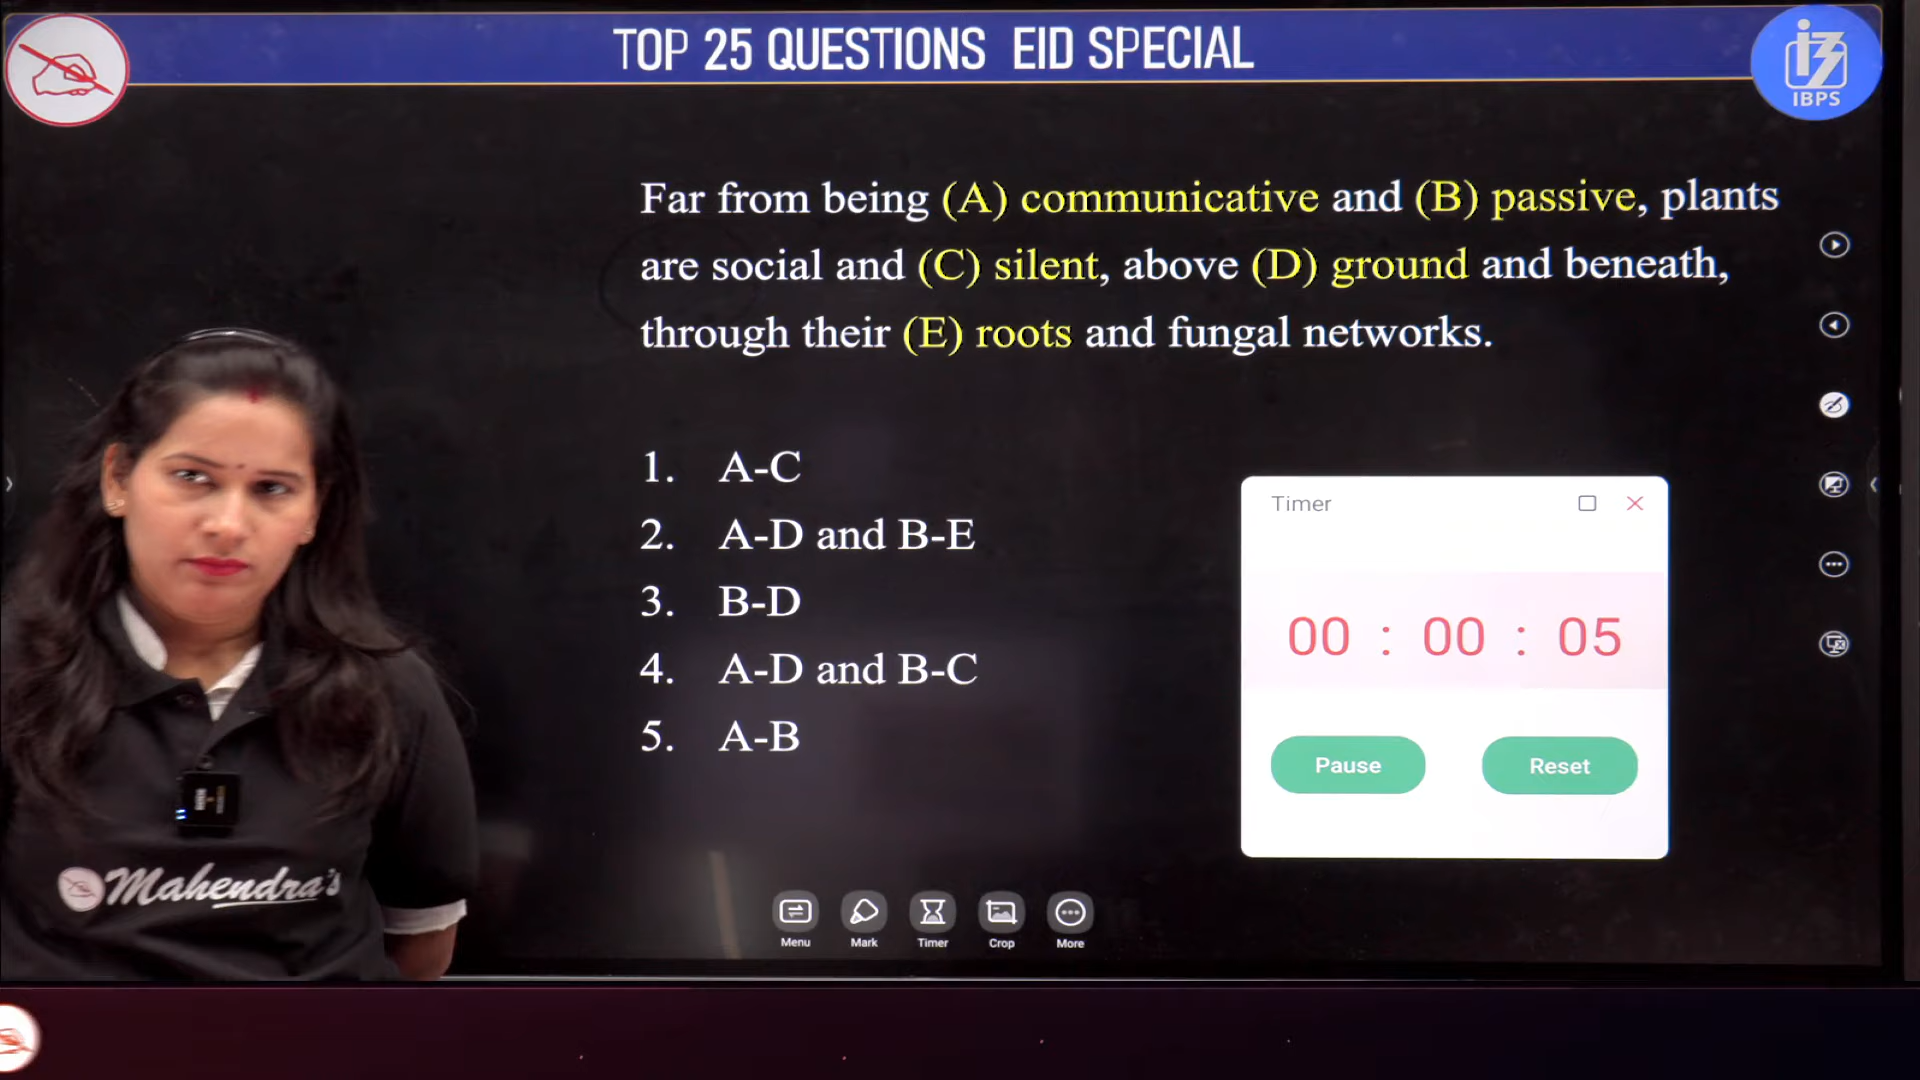 TOP 25 QUESTIONS EID SPECIAL
IBPS
Far from being (A) communicative and (B) passive, plants
are social and (C) silent, above (D) ground and beneath,
through their (E) roots and fungal networks.
1. A-C
2. A-D and B-E
3. B-D
4. A-D and B-C
5. A-B
Timer
00 : 00 : 05
Pause Reset
Mahendra's
Menu Mark Timer Crop More